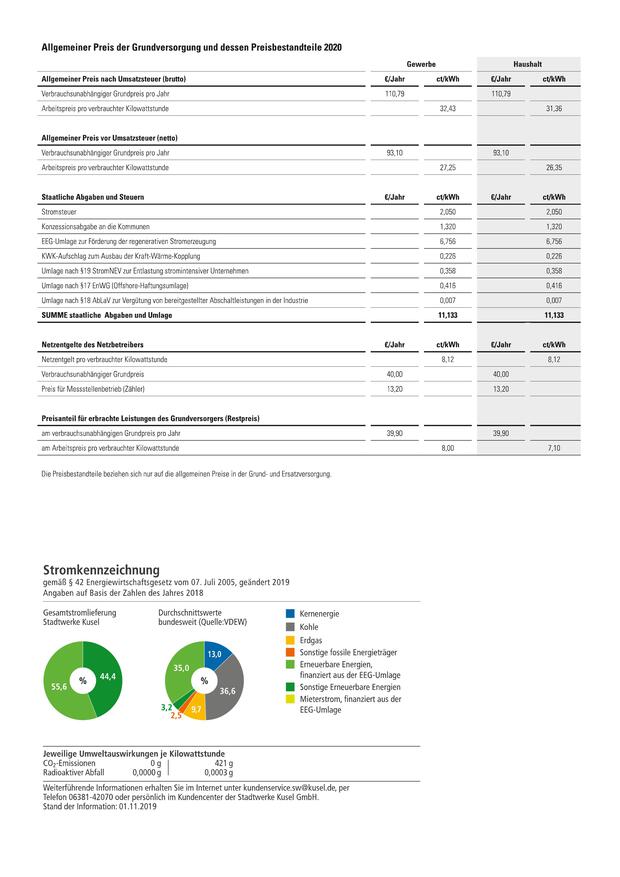 Allgemeiner Preis der Grundversorgung und dessen Preisbestandteile 2020
Gewerbe Haushalt
Allgemeiner Preis nach Umsatzsteuer (brutto) €/Jahr ct/kWh €/Jahr ct/kWh
Verbrauchsunabhängiger Grundpreis pro Jahr 110,79 110,79
Arbeitspreis pro verbrauchter Kilowattstunde 32,43 31,36
Allgemeiner Preis vor Umsatzsteuer (netto)
Verbrauchsunabhängiger Grundpreis pro Jahr 93,10 93,10
Arbeitspreis pro verbrauchter Kilowattstunde 27,25 26,35
Staatliche Abgaben und Steuern €/Jahr ct/kWh €/Jahr ct/kWh
Stromsteuer 2,050 2,050
Konzessionsabgabe an die Kommunen 1,320 1,320
EEG-Umlage zur Förderung der regenerativen Stromerzeugung 6,756 6,756
KWK-Aufschlag zum Ausbau der Kraft-Wärme-Kopplung 0,226 0,226
Umlage nach §19 StromNEV zur Entlastung stromintensiver Unternehmen 0,358 0,358
Umlage nach §17 EnWG (Offshore-Haftungsumlage) 0,416 0,416
Umlage nach §18 AbLaV zur Vergütung von bereitgestellter Abschaltleistungen in der Industrie 0,007 0,007
SUMME staatliche Abgaben und Umlage 11,133 11,133
Netzentgelte des Netzbetreibers €/Jahr ct/kWh €/Jahr ct/kWh
Netzentgelt pro verbrauchter Kilowattstunde 8,12 8,12
Verbrauchsunabhängiger Grundpreis 40,00 40,00
Preis für Messstellenbetrieb (Zähler) 13,20 13,20
Preisanteil für erbrachte Leistungen des Grundversorgers (Restpreis)
am verbrauchsunabhängigen Grundpreis pro Jahr 39,90 39,90
am Arbeitspreis pro verbrauchter Kilowattstunde 8,00 7,10
Die Preisbestandteile beziehen sich nur auf die allgemeinen Preise in der Grund- und Ersatzversorgung.
Stromkennzeichnung
gemäß § 42 Energiewirtschaftsgesetz vom 07. Juli 2005, geändert 2019
Angaben auf Basis der Zahlen des Jahres 2018
Gesamtstromlieferung
Stadtwerke Kusel
55,6 % 44,4
Durchschnittswerte
bundesweit (Quelle:VDEW)
35,0 13,0
%
36,6
3,2
2,5 9,7
Kernenergie
Kohle
Erdgas
Sonstige fossile Energieträger
Erneuerbare Energien,
finanziert aus der EEG-Umlage
Sonstige Erneuerbare Energien
Mieterstrom, finanziert aus der
EEG-Umlage
Jeweilige Umweltauswirkungen je Kilowattstunde
CO₂-Emissionen 0 g 421 g
Radioaktiver Abfall 0,0000 g 0,0003 g
Weiterführende Informationen erhalten Sie im Internet unter kundenservice.sw@kusel.de, per
Telefon 06381-42070 oder persönlich im Kundencenter der Stadtwerke Kusel GmbH.
Stand der Information: 01.11.2019